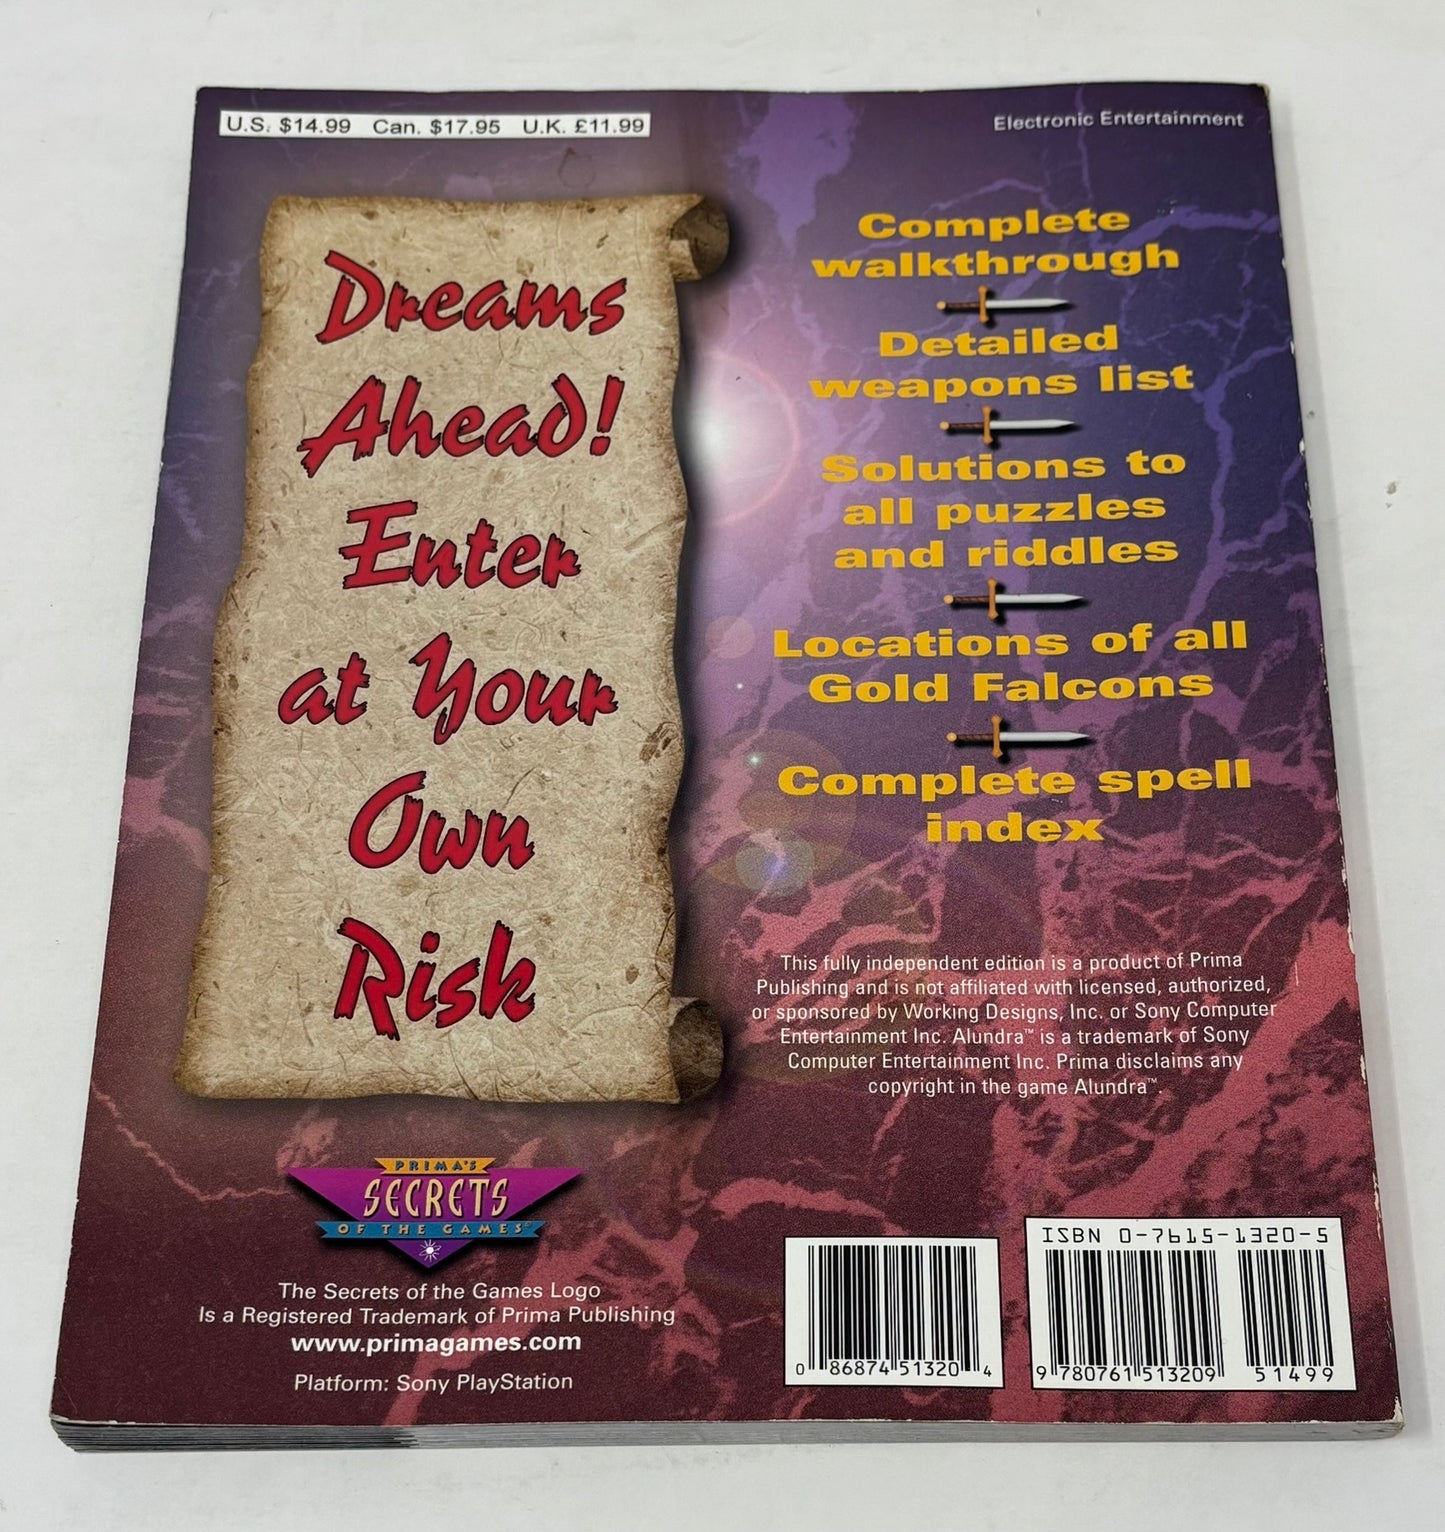 U.S. $14.99 Can. $17.95 U.K. £11.99
Electronic Entertainment
Dreams
Ahead!
Enter
at Your
Own
Risk
Complete
walkthrough
Detailed
weapons list
Solutions to
all puzzles
and riddles
Locations of all
Gold Falcons
Complete spell
index
This fully independent edition is a product of Prima
Publishing and is not affiliated with licensed, authorized,
or sponsored by Working Designs, Inc. or Sony Computer
Entertainment Inc. Alundra™ is a trademark of Sony
Computer Entertainment Inc. Prima disclaims any
copyright in the game Alundra™.
PRIMA'S
SECRETS
OF THE GAMES®
The Secrets of the Games Logo
Is a Registered Trademark of Prima Publishing
www.primagames.com
Platform: Sony PlayStation
0 86874 51320 4
ISBN 0-7615-1320-5
9 780761 513209
51499